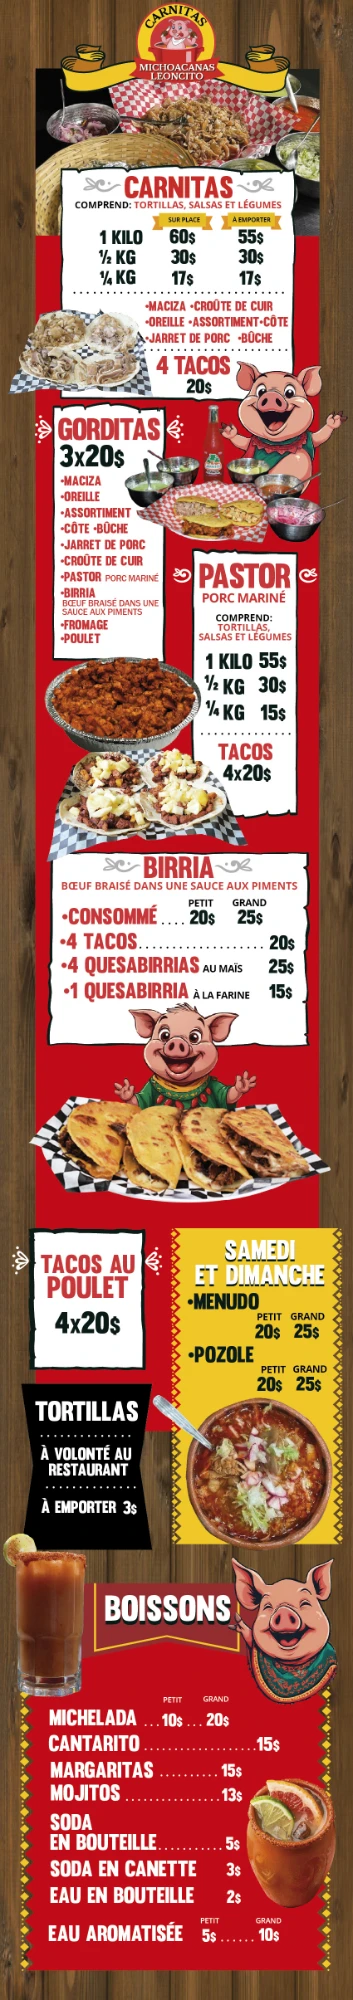 CARNITAS
MICHOACANAS
LEONCITO
CARNITAS
COMPREND: TORTILLAS, SALSAS ET LÉGUMES
SUR PLACE À EMPORTER
1 KILO 60$ 55$
½ KG 30$ 30$
¼ KG 17$ 17$
•MACIZA •CROÛTE DE CUIR
•OREILLE •ASSORTIMENT•CÔTE
•JARRET DE PORC •BÛCHE
4 TACOS
20$
GORDITAS
3x20$
•MACIZA
•OREILLE
•ASSORTIMENT
•CÔTE •BÛCHE
•JARRET DE PORC
•CROÛTE DE CUIR
•PASTOR PORC MARINÉ
•BIRRIA
BŒUF BRAISÉ DANS UNE
SAUCE AUX PIMENTS
•FROMAGE
•POULET
PASTOR
PORC MARINÉ
COMPREND:
TORTILLAS,
SALSAS ET LÉGUMES
1 KILO 55$
½ KG 30$
¼ KG 15$
TACOS
4x20$
BIRRIA
BŒUF BRAISÉ DANS UNE SAUCE AUX PIMENTS
PETIT GRAND
•CONSOMMÉ .... 20$ 25$
•4 TACOS.................... 20$
•4 QUESABIRRIAS AU MAÏS 25$
•1 QUESABIRRIA À LA FARINE 15$
TACOS AU
POULET
4x20$
SAMEDI
ET DIMANCHE
•MENUDO
PETIT GRAND
20$ 25$
•POZOLE
PETIT GRAND
20$ 25$
TORTILLAS
À VOLONTÉ AU
RESTAURANT
À EMPORTER 3$
BOISSONS
PETIT GRAND
MICHELADA ...10$... 20$
CANTARITO ..................15$
MARGARITAS ..........15$
MOJITOS ................13$
SODA
EN BOUTEILLE........... 5$
SODA EN CANETTE 3$
EAU EN BOUTEILLE 2$
PETIT GRAND
EAU AROMATISÉE 5$...... 10$